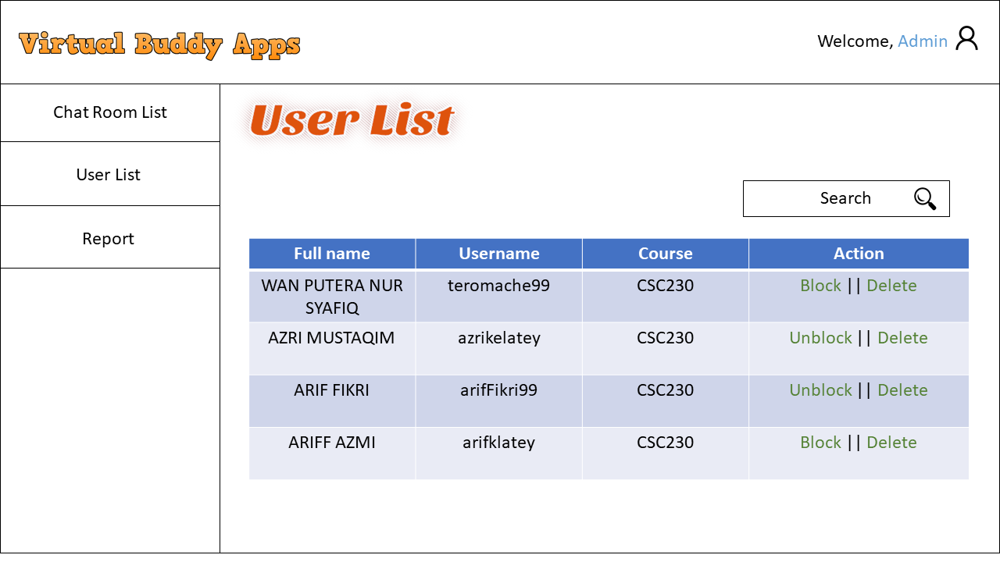 Virtual Buddy Apps
Welcome, Admin
Chat Room List
User List
Report
User List
Search
Full name Username Course Action
WAN PUTERA NUR SYAFIQ teromache99 CSC230 Block || Delete
AZRI MUSTAQIM azrikelatey CSC230 Unblock || Delete
ARIF FIKRI arifFikri99 CSC230 Unblock || Delete
ARIFF AZMI arifklatey CSC230 Block || Delete